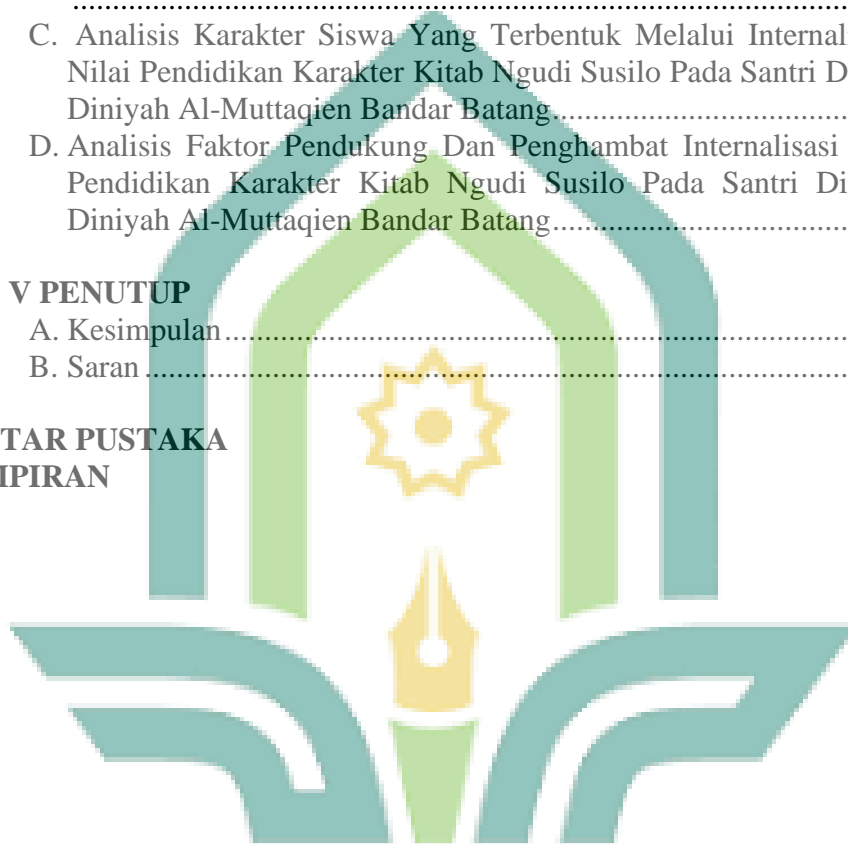 C. Analisis Karakter Siswa Yang Terbentuk Melalui Internali
Nilai Pendidikan Karakter Kitab Ngudi Susilo Pada Santri D
Diniyah Al-Muttaqien Bandar Batang
D. Analisis Faktor Pendukung Dan Penghambat Internalisasi
Pendidikan Karakter Kitab Ngudi Susilo Pada Santri Di
Diniyah Al-Muttaqien Bandar Batang
V PENUTUP
A. Kesimpulan
B. Saran
TAR PUSTAKA
IPIRAN